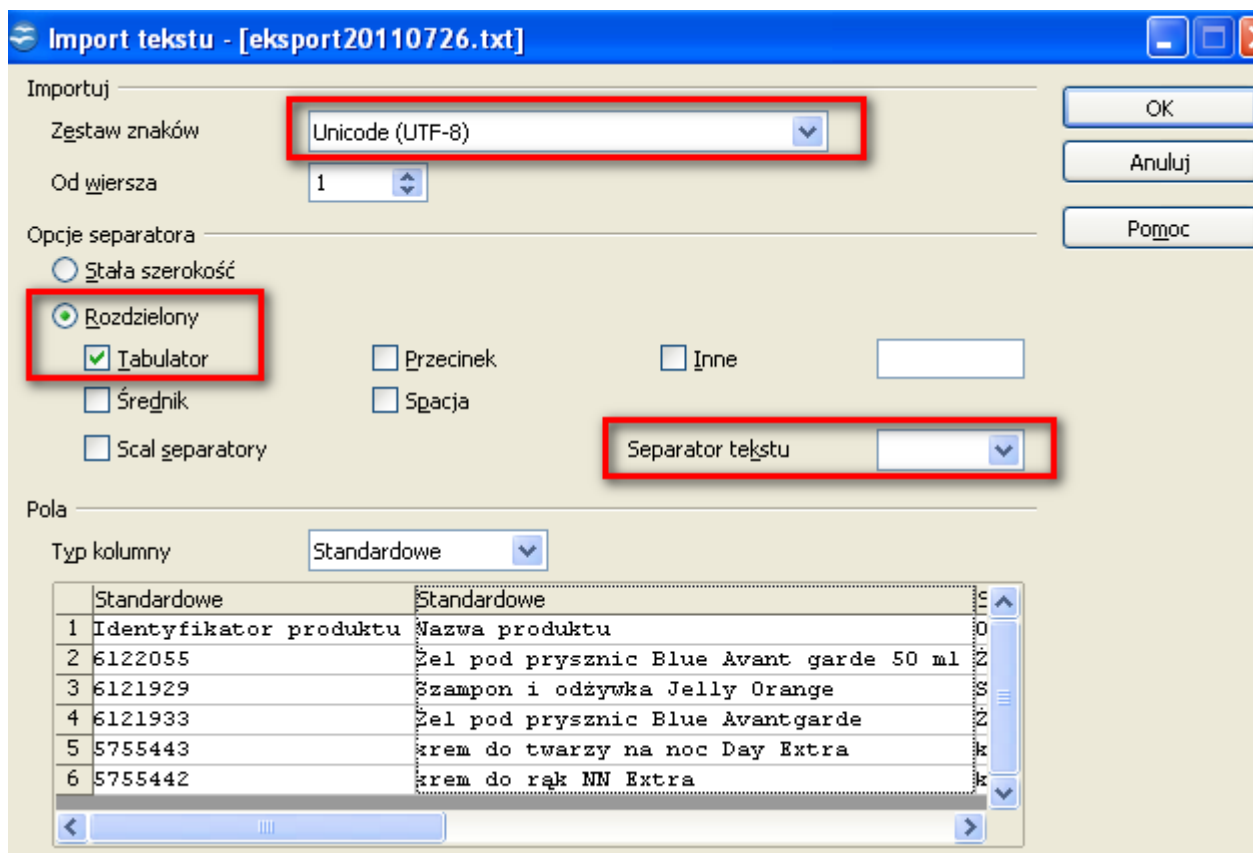 Import tekstu - [eksport20110726.txt]
Importuj
Zestaw znaków Unicode (UTF-8)
OK
Od wiersza 1
Anuluj
Opcje separatora
Pomoc
Stała szerokość
Rozdzielony
Tabulator Przecinek Inne
Średnik Spacja
Scal separatory Separator tekstu
Pola
Typ kolumny Standardowe
Standardowe Standardowe S
1 Identyfikator produktu Nazwa produktu O
2 6122055 Żel pod prysznic Blue Avant garde 50 ml Ż
3 6121929 Szampon i odżywka Jelly Orange S
4 6121933 Żel pod prysznic Blue Avantgarde Ż
5 5755443 krem do twarzy na noc Day Extra k
6 5755442 krem do rąk NN Extra k